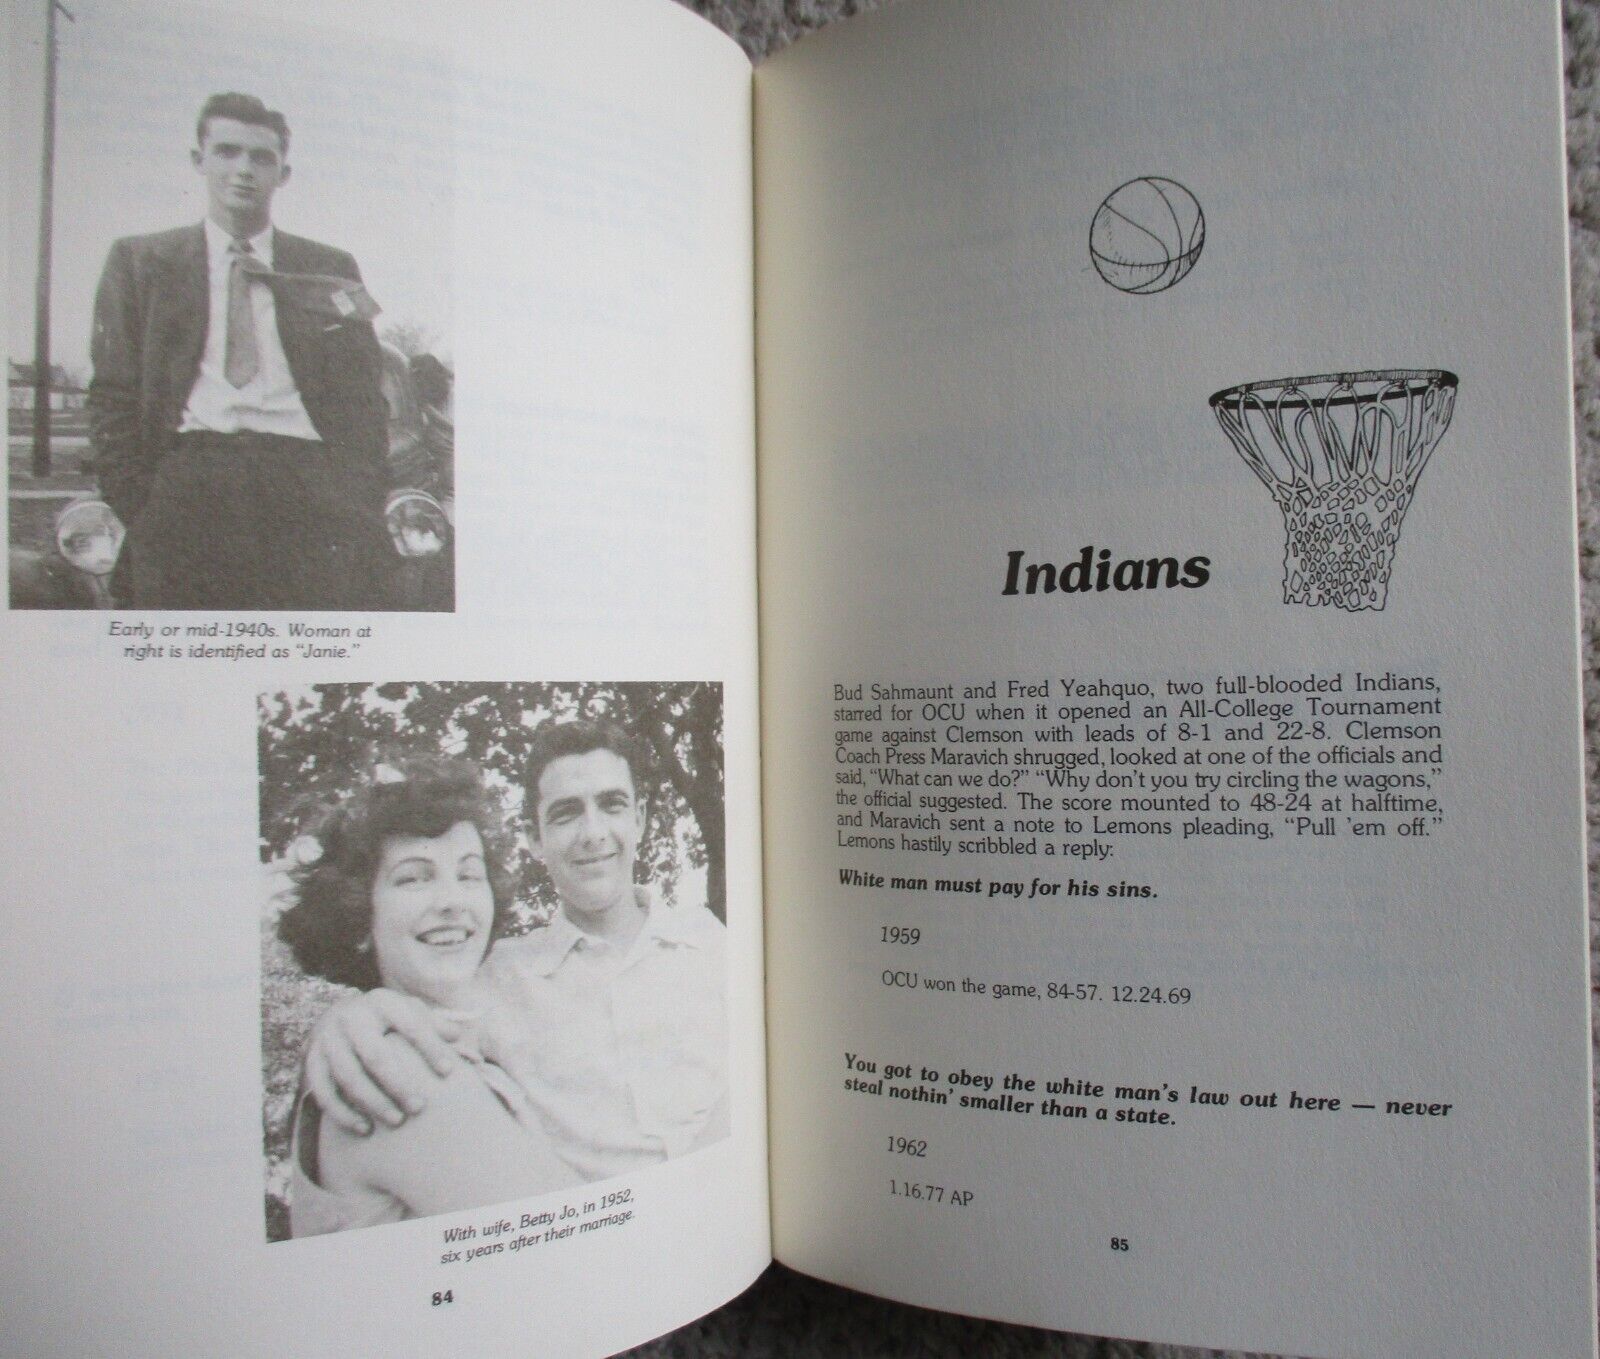 Early or mid-1940s. Woman at
right is identified as "Janie."
With wife, Betty Jo, in 1952,
six years after their marriage.
84
Indians
Bud Sahmaunt and Fred Yeahquo, two full-blooded Indians,
starred for OCU when it opened an All-College Tournament
game against Clemson with leads of 8-1 and 22-8. Clemson
Coach Press Maravich shrugged, looked at one of the officials and
said, "What can we do?" "Why don't you try circling the wagons,"
the official suggested. The score mounted to 48-24 at halftime,
and Maravich sent a note to Lemons pleading, "Pull 'em off."
Lemons hastily scribbled a reply:
White man must pay for his sins.
1959
OCU won the game, 84-57. 12.24.69
You got to obey the white man's law out here — never
steal nothin' smaller than a state.
1962
1.16.77 AP
85